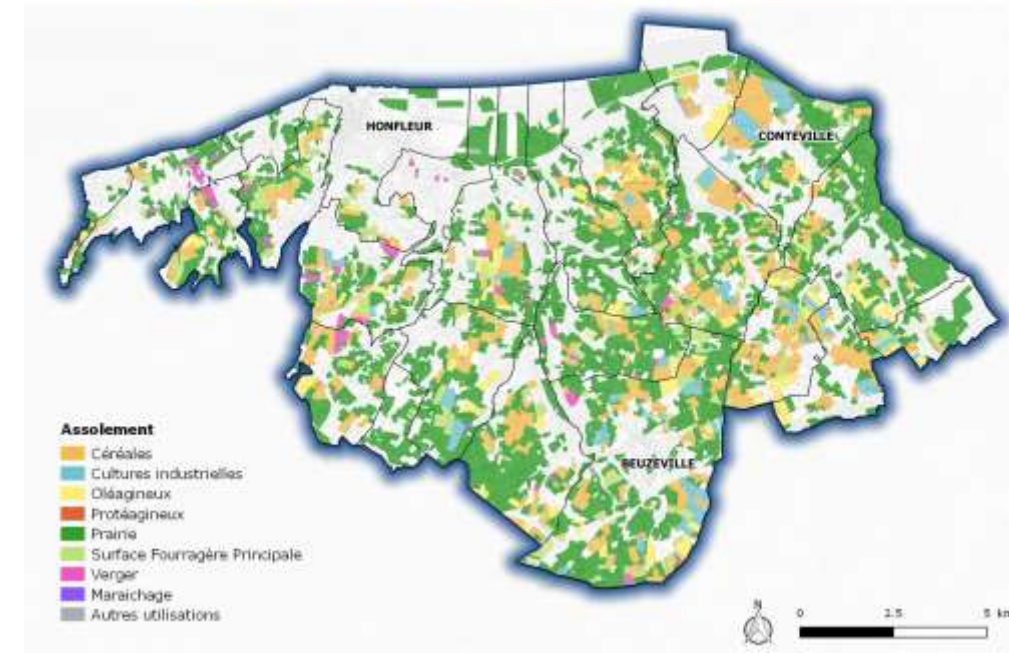 HONFLEUR
CONTEVILLE
BEUZEVILLE
Assolement
Céréales
Cultures industrielles
Oléagineux
Protéagineux
Prairie
Surface Fourragère Principale
Verger
Maraichage
Autres utilisations
N
0 2.5 5 km